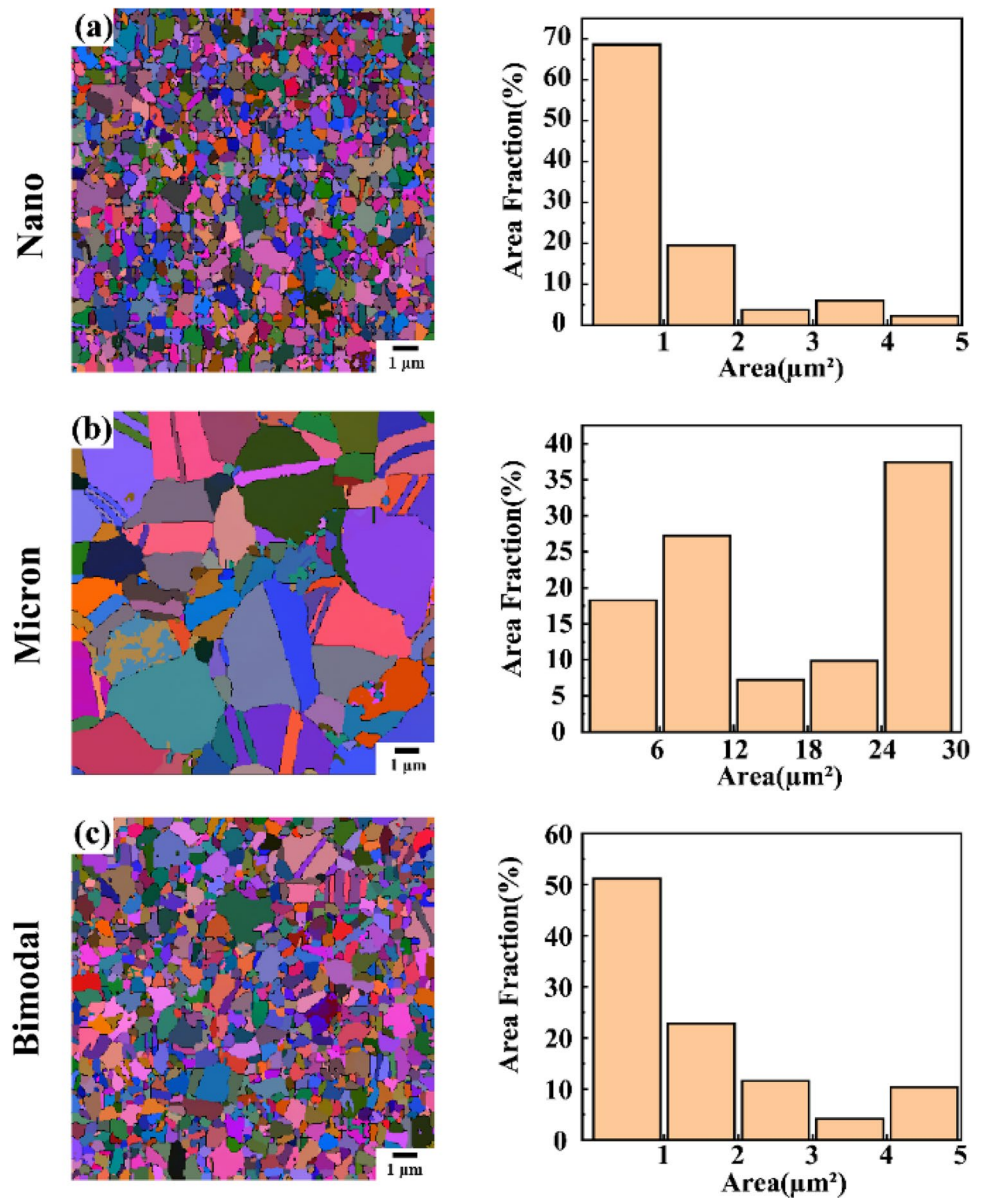 Nano
(a)
1 μm
Area Fraction(%)
70
60
50
40
30
20
10
0
1 2 3 4 5
Area(μm²)
Micron
(b)
1 μm
Area Fraction(%)
40
35
30
25
20
15
10
5
0
6 12 18 24 30
Area(μm²)
Bimodal
(c)
1 μm
Area Fraction(%)
60
50
40
30
20
10
0
1 2 3 4 5
Area(μm²)